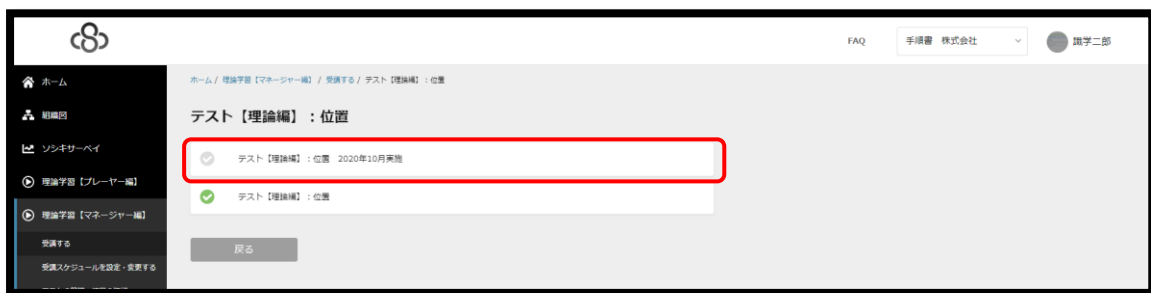 FAQ
手順書 株式会社
識学二郎
ホーム
組織図
ソシキサーベイ
理論学習【プレーヤー編】
理論学習【マネージャー編】
受講する
受講スケジュールを設定・変更する
ホーム / 理論学習【マネージャー編】 / 受講する / テスト【理論編】:位置
テスト【理論編】:位置
テスト【理論編】:位置 2020年10月実施
テスト【理論編】:位置
戻る